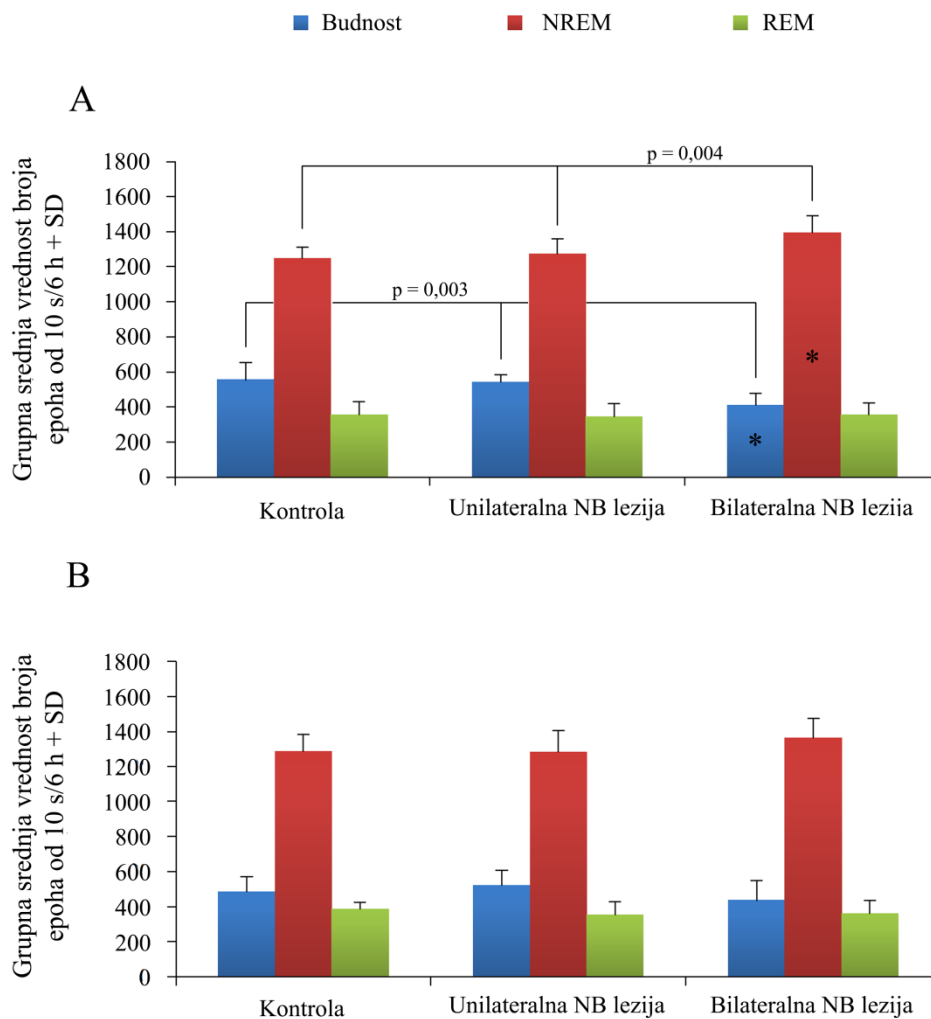 Budnost NREM REM
A
Grupna srednja vrednost broja
epoha od 10 s/6 h + SD
1800
1600
1400
1200
1000
800
600
400
200
0
p = 0,004
p = 0,003
*
*
Kontrola Unilateralna NB lezija Bilateralna NB lezija
B
Grupna srednja vrednost broja
epoha od 10 s/6 h + SD
1800
1600
1400
1200
1000
800
600
400
200
0
Kontrola Unilateralna NB lezija Bilateralna NB lezija